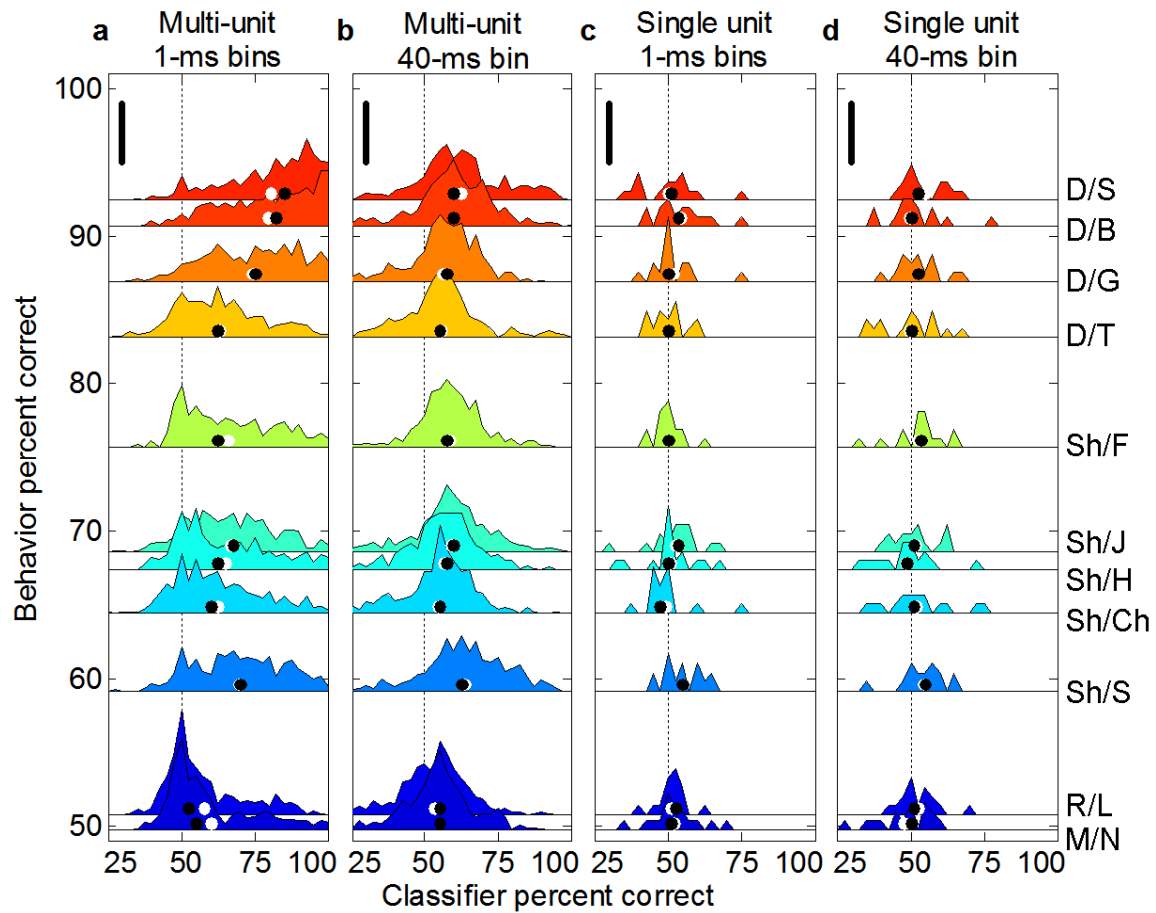 a Multi-unit 1-ms bins
b Multi-unit 40-ms bin
c Single unit 1-ms bins
d Single unit 40-ms bin
Behavior percent correct
100
90
80
70
60
50
D/S
D/B
D/G
D/T
Sh/F
Sh/J
Sh/H
Sh/Ch
Sh/S
R/L
M/N
25 50 75 100 25 50 75 100 25 50 75 100 25 50 75 100
Classifier percent correct